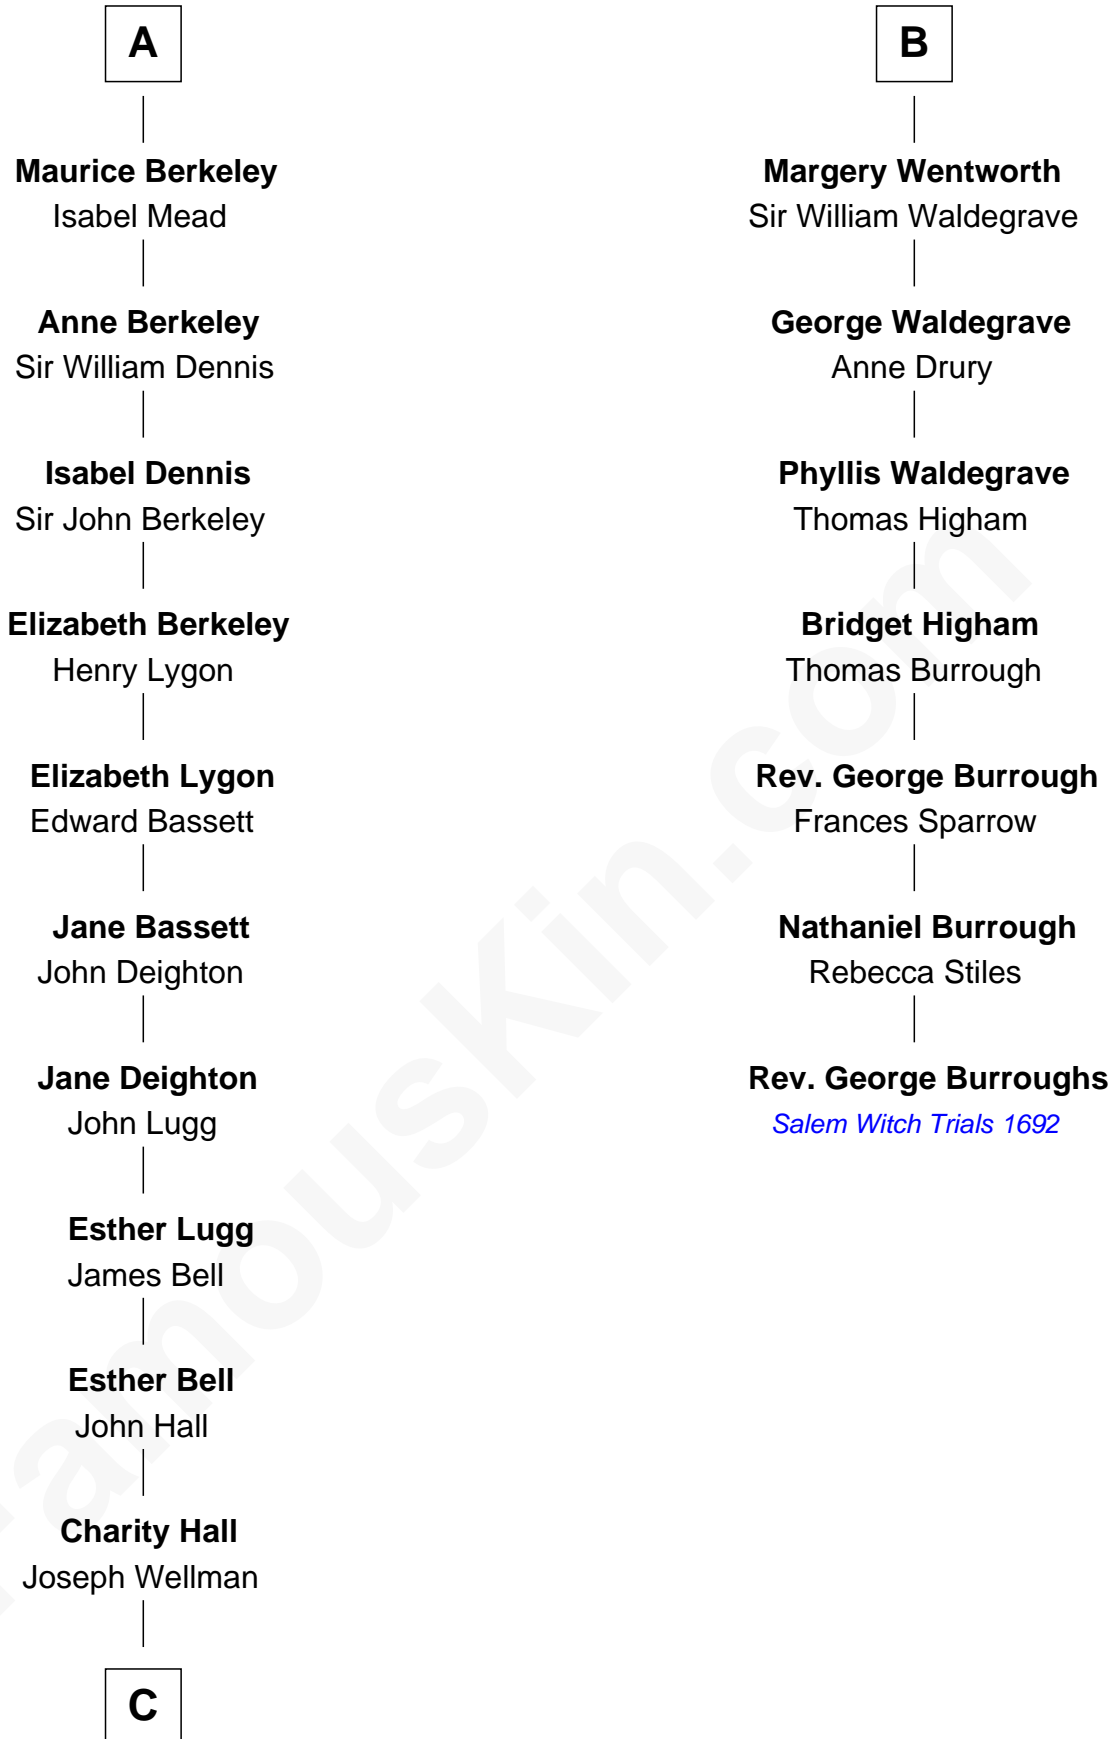 A
Maurice Berkeley
Isabel Mead
Anne Berkeley
Sir William Dennis
Isabel Dennis
Sir John Berkeley
Elizabeth Berkeley
Henry Lygon
Elizabeth Lygon
Edward Bassett
Jane Bassett
John Deighton
Jane Deighton
John Lugg
Esther Lugg
James Bell
Esther Bell
John Hall
Charity Hall
Joseph Wellman
C
B
Margery Wentworth
Sir William Waldegrave
George Waldegrave
Anne Drury
Phyllis Waldegrave
Thomas Higham
Bridget Higham
Thomas Burrough
Rev. George Burrough
Frances Sparrow
Nathaniel Burrough
Rebecca Stiles
Rev. George Burroughs
Salem Witch Trials 1692
FamousKin.com